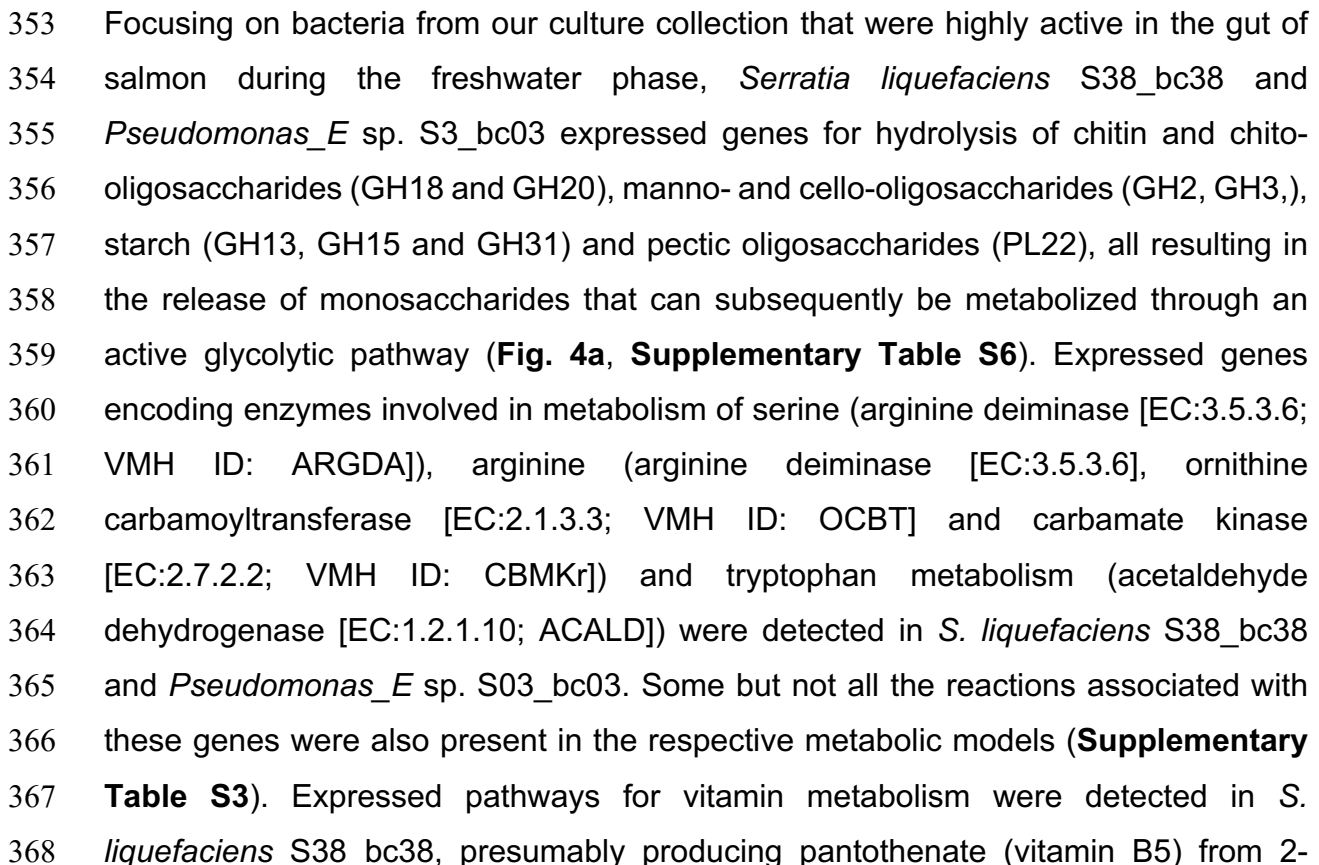 353 Focusing on bacteria from our culture collection that were highly active in the gut of
354 salmon during the freshwater phase, Serratia liquefaciens S38_bc38 and
355 Pseudomonas_E sp. S3_bc03 expressed genes for hydrolysis of chitin and chito-
356 oligosaccharides (GH18 and GH20), manno- and cello-oligosaccharides (GH2, GH3,),
357 starch (GH13, GH15 and GH31) and pectic oligosaccharides (PL22), all resulting in
358 the release of monosaccharides that can subsequently be metabolized through an
359 active glycolytic pathway (Fig. 4a, Supplementary Table S6). Expressed genes
360 encoding enzymes involved in metabolism of serine (arginine deiminase [EC:3.5.3.6;
361 VMH ID: ARGDA]), arginine (arginine deiminase [EC:3.5.3.6], ornithine
362 carbamoyltransferase [EC:2.1.3.3; VMH ID: OCBT] and carbamate kinase
363 [EC:2.7.2.2; VMH ID: CBMKr]) and tryptophan metabolism (acetaldehyde
364 dehydrogenase [EC:1.2.1.10; ACALD]) were detected in S. liquefaciens S38_bc38
365 and Pseudomonas_E sp. S03_bc03. Some but not all the reactions associated with
366 these genes were also present in the respective metabolic models (Supplementary
367 Table S3). Expressed pathways for vitamin metabolism were detected in S.
368 liquefaciens S38 bc38, presumably producing pantothenate (vitamin B5) from 2-